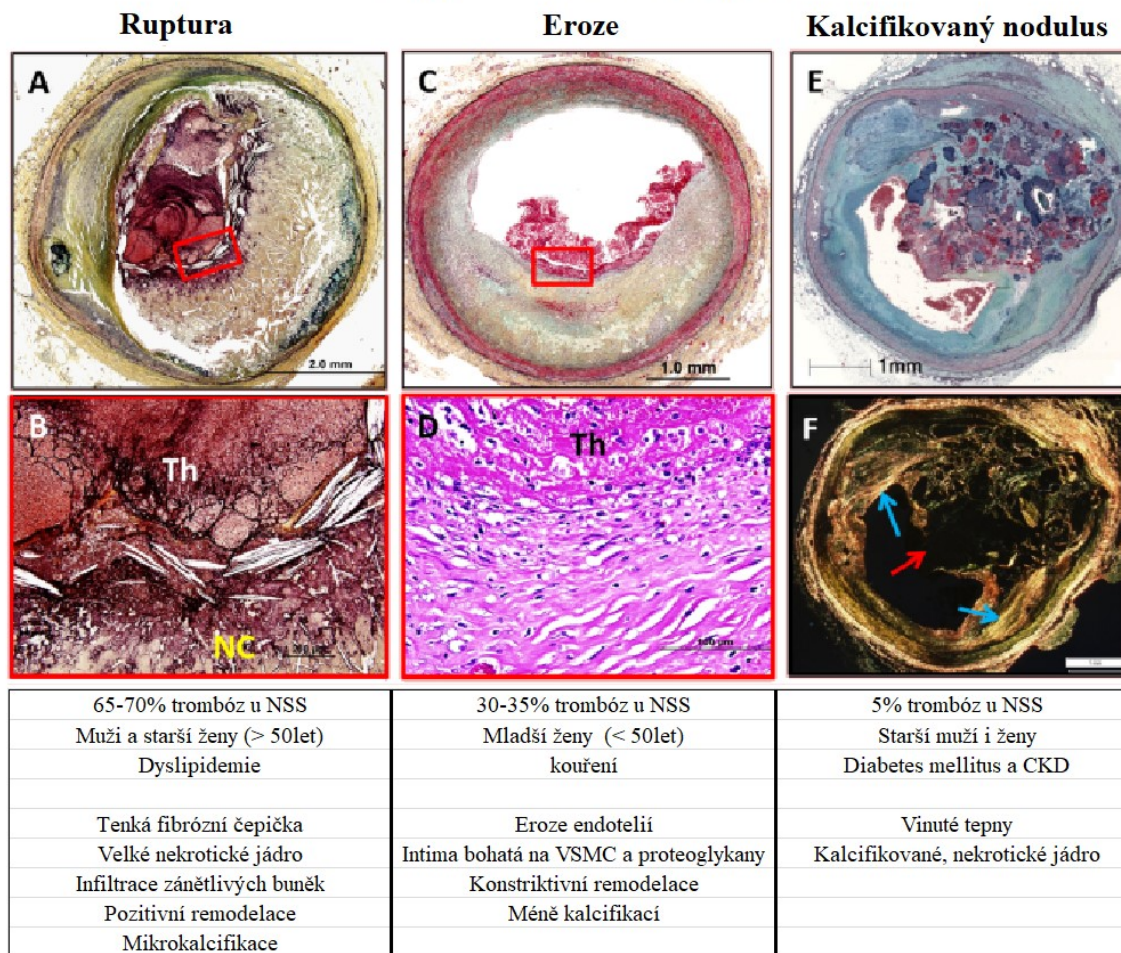 Ruptura Eroze Kalcifikovaný nodulus
A C E
2.0 mm 1.0 mm 1mm
B D F
Th Th
NC
65-70% trombóz u NSS 30-35% trombóz u NSS 5% trombóz u NSS
Muži a starší ženy (> 50let) Mladší ženy (< 50let) Starší muží i ženy
Dyslipidemie kouření Diabetes mellitus a CKD
Tenká fibrózní čepička Eroze endotelií Vinuté tepny
Velké nekrotické jádro Intima bohatá na VSMC a proteoglykany Kalcifikované, nekrotické jádro
Infiltrace zánětlivých buněk Konstriktivní remodelace
Pozitivní remodelace Méně kalcifikací
Mikrokalcifikace